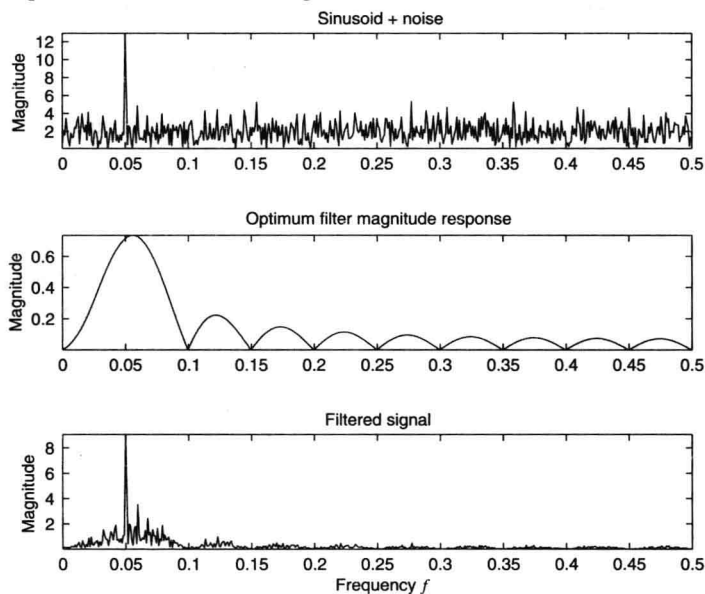 Sinusoid + noise
Magnitude
12
10
8
6
4
2
0 0.05 0.1 0.15 0.2 0.25 0.3 0.35 0.4 0.45 0.5
Optimum filter magnitude response
Magnitude
0.6
0.4
0.2
0 0.05 0.1 0.15 0.2 0.25 0.3 0.35 0.4 0.45 0.5
Filtered signal
Magnitude
8
6
4
2
0 0.05 0.1 0.15 0.2 0.25 0.3 0.35 0.4 0.45 0.5
Frequency f